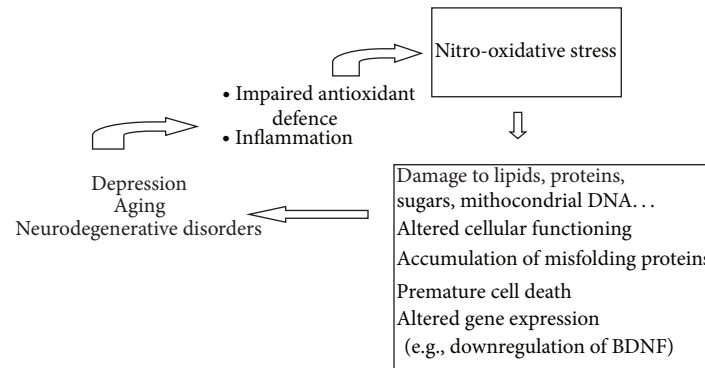 Nitro-oxidative stress
• Impaired antioxidant
defence
• Inflammation
Damage to lipids, proteins,
sugars, mithocondrial DNA...
Altered cellular functioning
Accumulation of misfolding proteins
Premature cell death
Altered gene expression
(e.g., downregulation of BDNF)
Depression
Aging
Neurodegenerative disorders